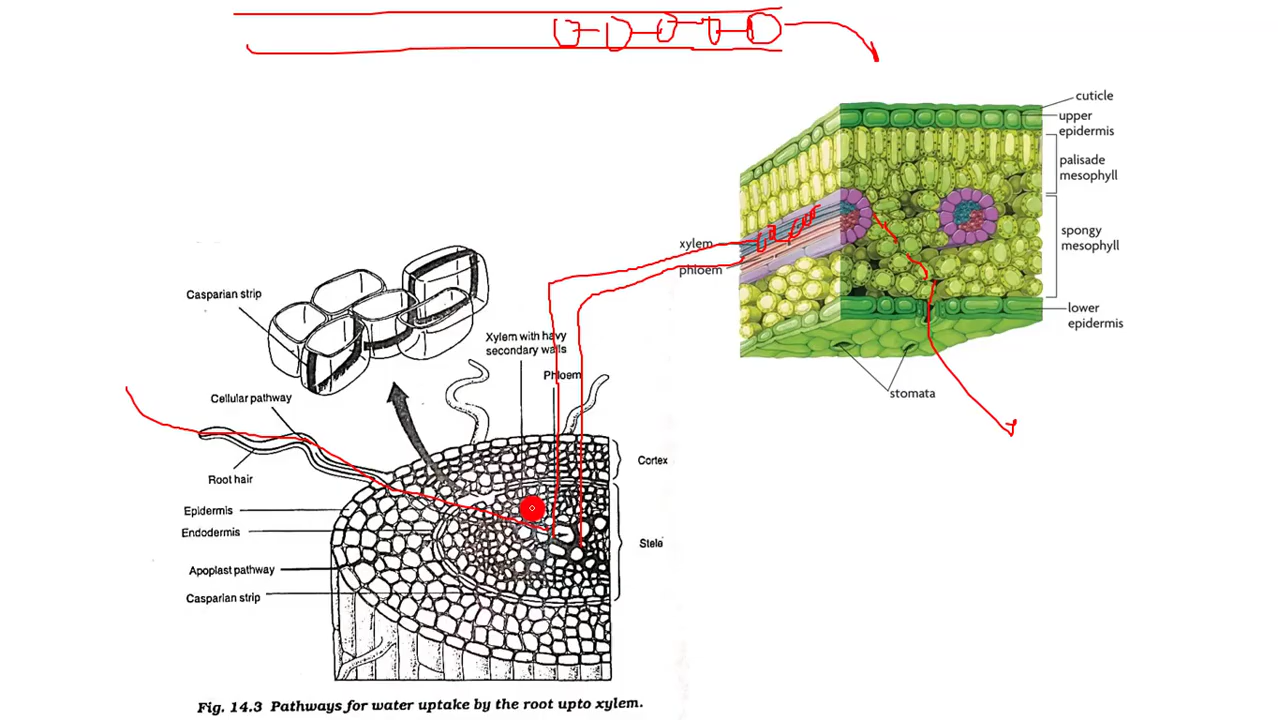 cuticle
upper
epidermis
palisade
mesophyll
spongy
mesophyll
lower
epidermis
stomata
xylem
phloem
Casparian strip
Xylem with havy
secondary walls
Phloem
Cellular pathway
Root hair
Cortex
Epidermis
Endodermis
Stele
Apoplast pathway
Casparian strip
Fig. 14.3 Pathways for water uptake by the root upto xylem.